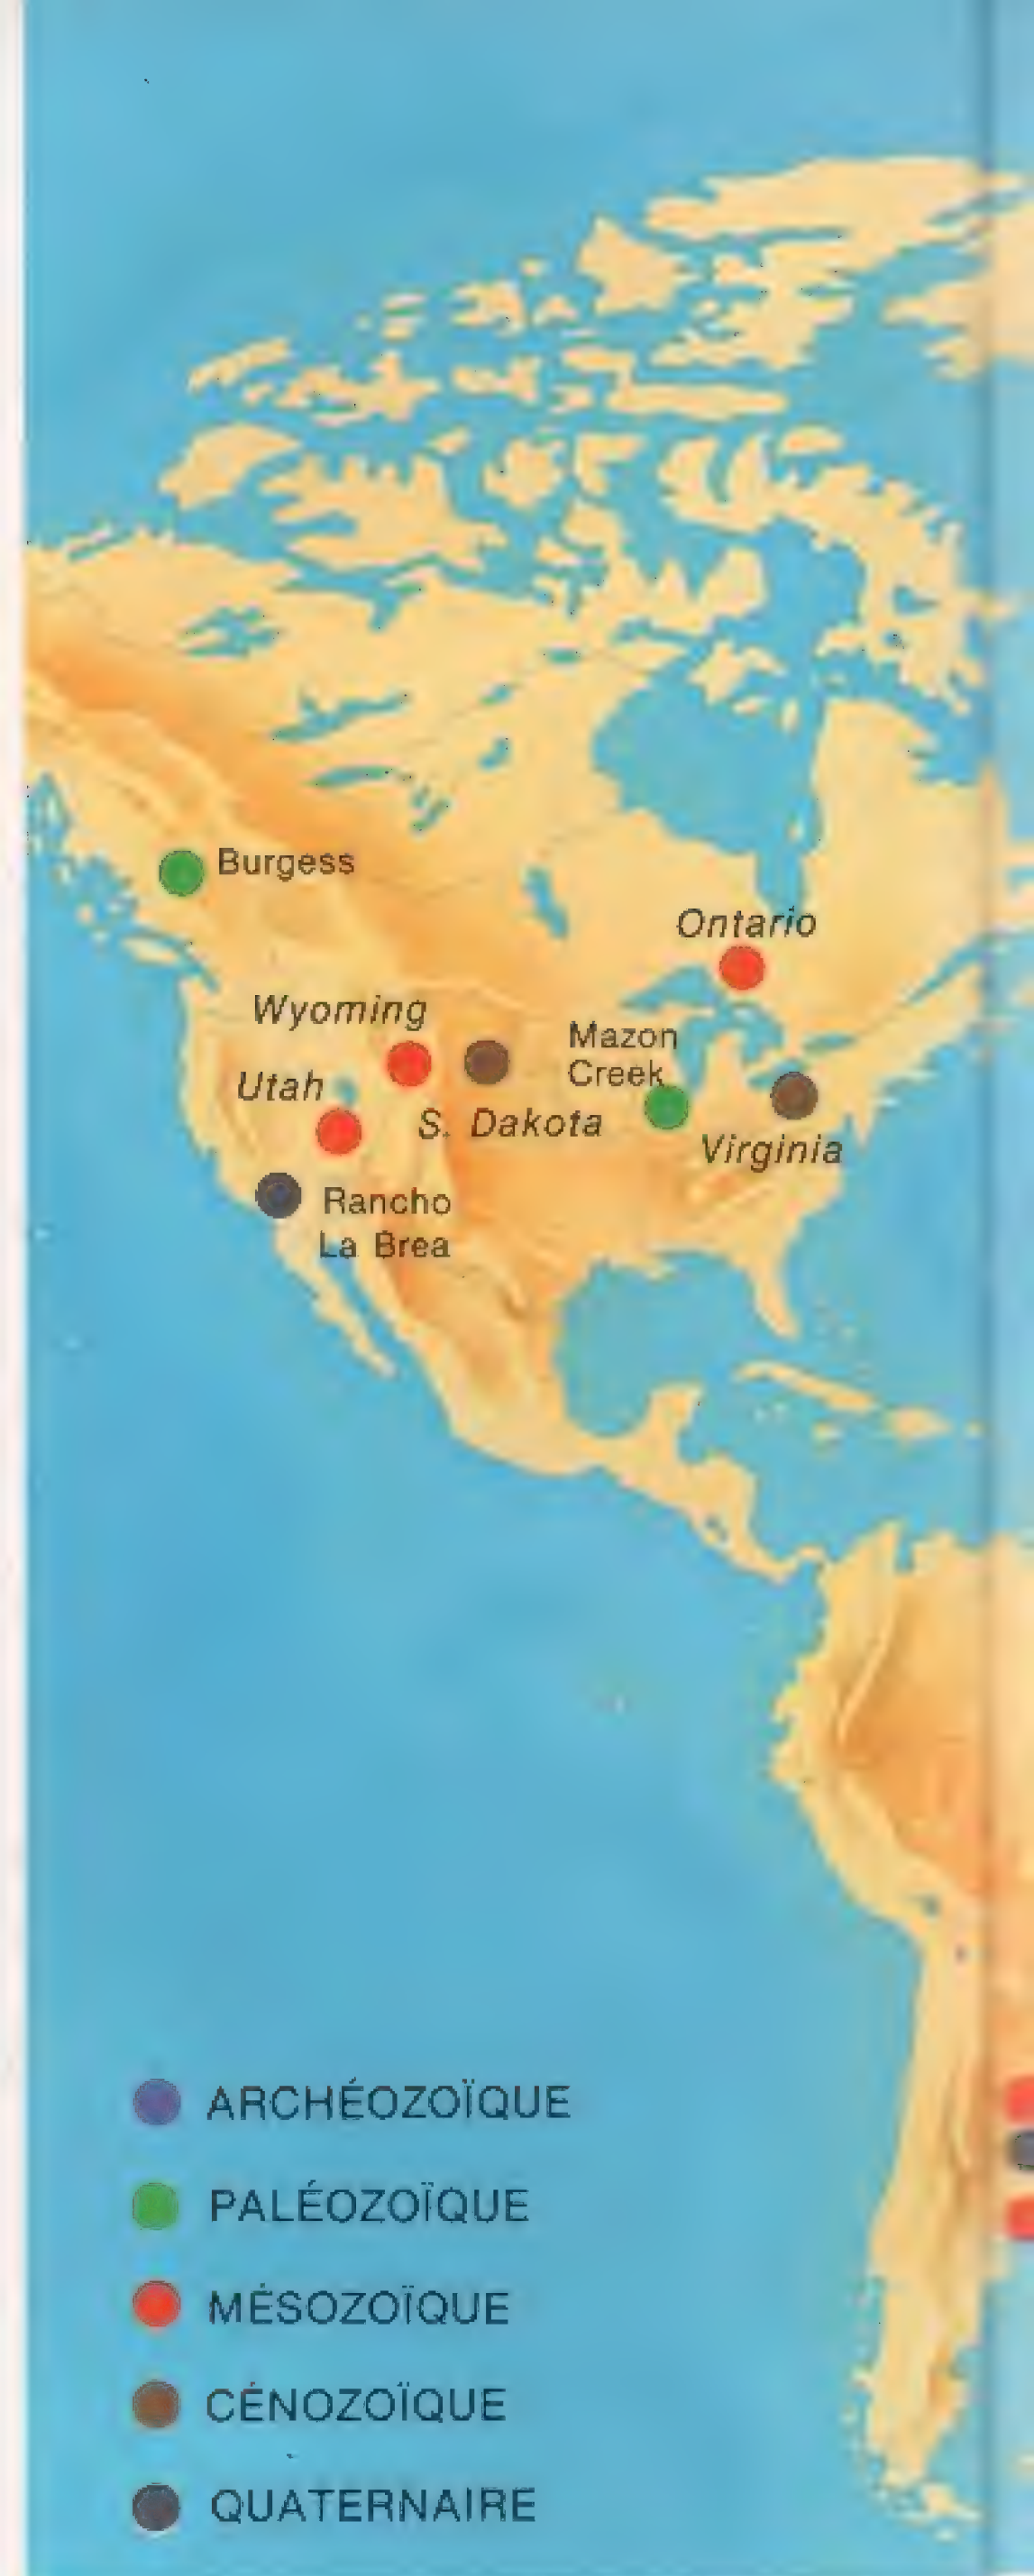 Burgess
Ontario
Wyoming
Mazon
Creek
Utah
S. Dakota
Virginia
Rancho
La Brea
ARCHÉOZOÏQUE
PALÉOZOÏQUE
MÉSOZOÏQUE
CÉNOZOÏQUE
QUATERNAIRE